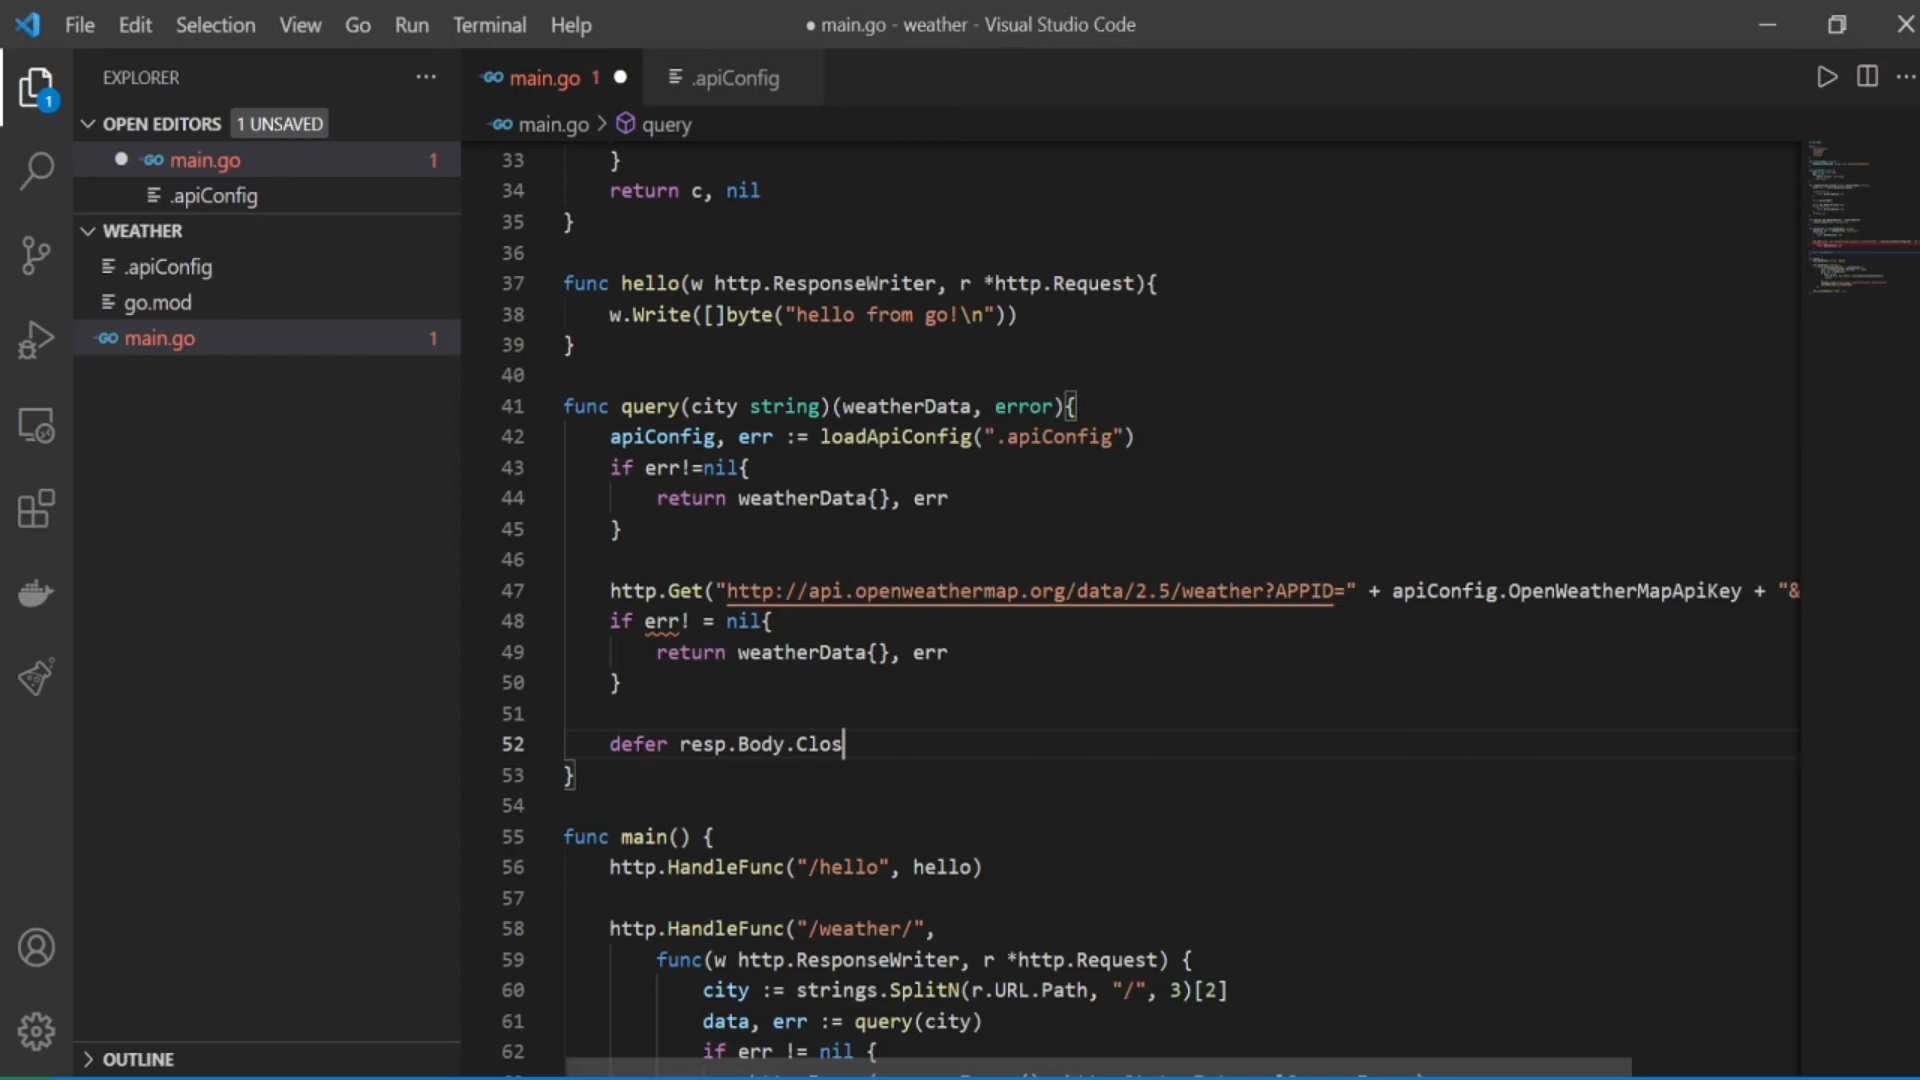 File Edit Selection View Go Run Terminal Help
● main.go - weather - Visual Studio Code
EXPLORER
1
OPEN EDITORS 1 UNSAVED
main.go 1
.apiConfig
WEATHER
.apiConfig
go.mod
main.go 1
OUTLINE
main.go 1
.apiConfig
main.go > query
33 }
34 return c, nil
35 }
36
37 func hello(w http.ResponseWriter, r *http.Request){
38 w.Write([]byte("hello from go!\n"))
39 }
40
41 func query(city string)(weatherData, error){
42 apiConfig, err := loadApiConfig(".apiConfig")
43 if err!=nil{
44 return weatherData{}, err
45 }
46
47 http.Get("http://api.openweathermap.org/data/2.5/weather?APPID=" + apiConfig.OpenWeatherMapApiKey + "&
48 if err! = nil{
49 return weatherData{}, err
50 }
51
52 defer resp.Body.Clos
53 }
54
55 func main() {
56 http.HandleFunc("/hello", hello)
57
58 http.HandleFunc("/weather/",
59 func(w http.ResponseWriter, r *http.Request) {
60 city := strings.SplitN(r.URL.Path, "/", 3)[2]
61 data, err := query(city)
62 if err != nil {